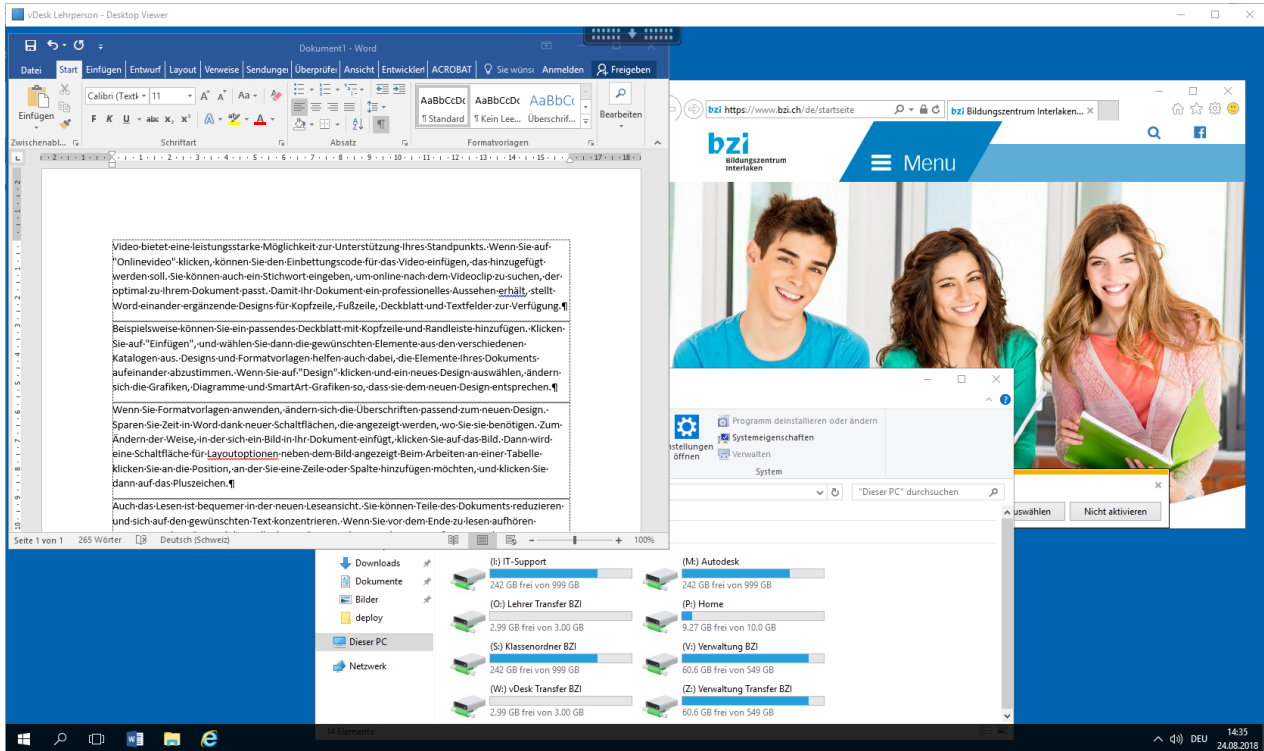 vDesk Lehrperson - Desktop Viewer
Dokument1 - Word
Datei Start Einfügen Entwurf Layout Verweise Sendungen Überprüfen Ansicht Entwicklert ACROBAT Sie wüns Anmelden Freigeben
Einfügen
Calibri (Textk 11
A A Aa
F K U abc x, x² A ab A
AaBbCcDc AaBbCcDc AaBbCc
¶ Standard ¶ Kein Lee... Überschrif...
Bearbeiten
Zwischenabl... Schriftart Absatz Formatvorlagen
Video bietet eine leistungsstarke Möglichkeit zur Unterstützung Ihres Standpunkts. Wenn Sie auf
"Onlinevideo" klicken, können Sie den Einbettungscode für das Video einfügen, das hinzugefügt
werden soll. Sie können auch ein Stichwort eingeben, um online nach dem Videoclip zu suchen, der
optimal zu Ihrem Dokument passt. Damit Ihr Dokument ein professionelles Aussehen erhält, stellt
Word einander ergänzende Designs für Kopfzeile, Fußzeile, Deckblatt und Textfelder zur Verfügung.¶
Beispielsweise können Sie ein passendes Deckblatt mit Kopfzeile und Randleiste hinzufügen. Klicken
Sie auf "Einfügen", und wählen Sie dann die gewünschten Elemente aus den verschiedenen
Katalogen aus. Designs und Formatvorlagen helfen auch dabei, die Elemente Ihres Dokuments
aufeinander abzustimmen. Wenn Sie auf "Design" klicken und ein neues Design auswählen, ändern
sich die Grafiken, Diagramme und SmartArt-Grafiken so, dass sie dem neuen Design entsprechen.¶
Wenn Sie Formatvorlagen anwenden, ändern sich die Überschriften passend zum neuen Design.
Sparen Sie Zeit in Word dank neuer Schaltflächen, die angezeigt werden, wo Sie sie benötigen. Zum
Ändern der Weise, in der sich ein Bild in Ihr Dokument einfügt, klicken Sie auf das Bild. Dann wird
eine Schaltfläche für Layoutoptionen neben dem Bild angezeigt Beim Arbeiten an einer Tabelle
klicken Sie an die Position, an der Sie eine Zeile oder Spalte hinzufügen möchten, und klicken Sie
dann auf das Pluszeichen.¶
Auch das Lesen ist bequemer in der neuen Leseansicht. Sie können Teile des Dokuments reduzieren
und sich auf den gewünschten Text konzentrieren. Wenn Sie vor dem Ende zu lesen aufhören
Seite 1 von 1 265 Wörter Deutsch (Schweiz) 100%
bzi https://www.bzi.ch/de/startseite
bzi Bildungszentrum Interlaken...
bzi
Bildungszentrum
Interlaken
Menu
nstellungen
öffnen
Programm deinstallieren oder ändern
Systemeigenschaften
Verwalten
System
"Dieser PC" durchsuchen
uswählen Nicht aktivieren
Downloads
Dokumente
Bilder
deploy
Dieser PC
Netzwerk
(I:) IT-Support
242 GB frei von 999 GB
(M:) Autodesk
242 GB frei von 999 GB
(O:) Lehrer Transfer BZI
2.99 GB frei von 3.00 GB
(P:) Home
9.27 GB frei von 10.0 GB
(S:) Klassenordner BZI
242 GB frei von 999 GB
(V:) Verwaltung BZI
60.6 GB frei von 549 GB
(W:) vDesk Transfer BZI
2.99 GB frei von 3.00 GB
(Z:) Verwaltung Transfer BZI
60.6 GB frei von 549 GB
14 Elemente
DEU
14:35
24.08.2018